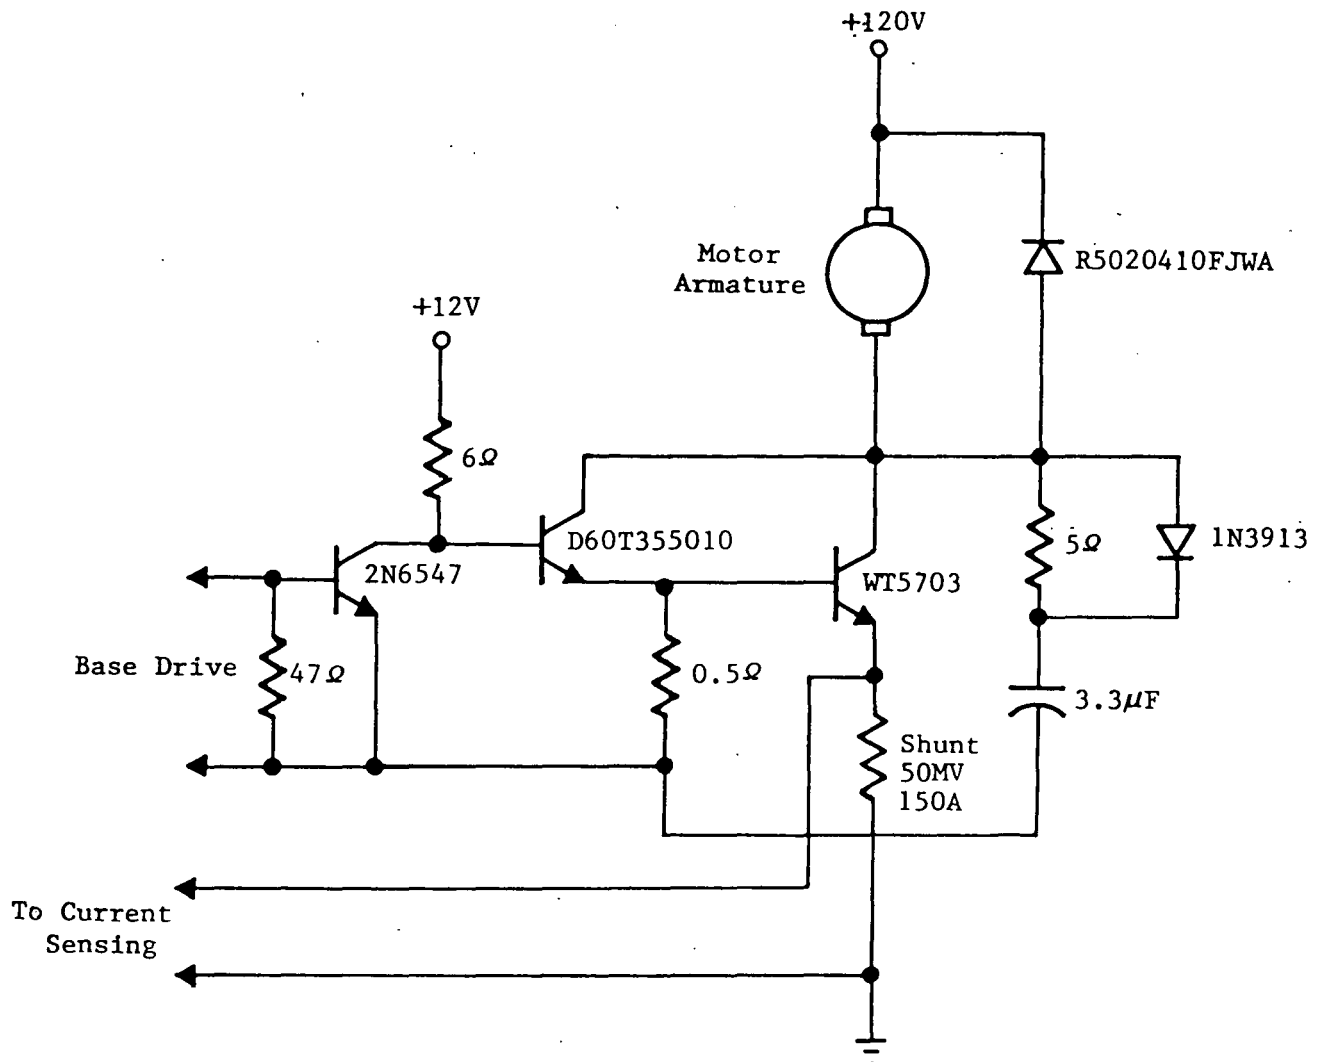 +120V
Motor
Armature
R5020410FJWA
+12V
6Ω
D60T355010
2N6547
WT5703
5Ω
1N3913
Base Drive
47Ω
0.5Ω
3.3μF
Shunt
50MV
150A
To Current
Sensing